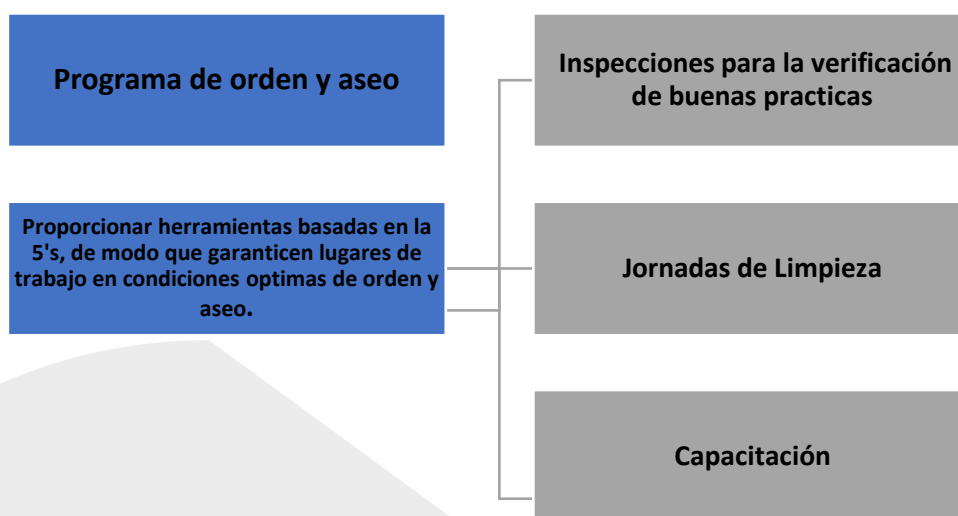 Programa de orden y aseo
Proporcionar herramientas basadas en la
5's, de modo que garanticen lugares de
trabajo en condiciones optimas de orden y
aseo.
Inspecciones para la verificación
de buenas practicas
Jornadas de Limpieza
Capacitación